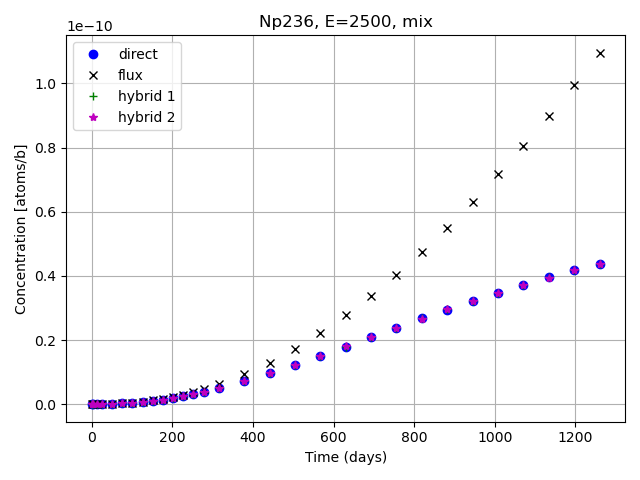 Np236, E=2500, mix
1e−10
direct
flux
hybrid 1
hybrid 2
1.0
0.8
0.6
0.4
0.2
0.0
Concentration [atoms/b]
0 200 400 600 800 1000 1200
Time (days)